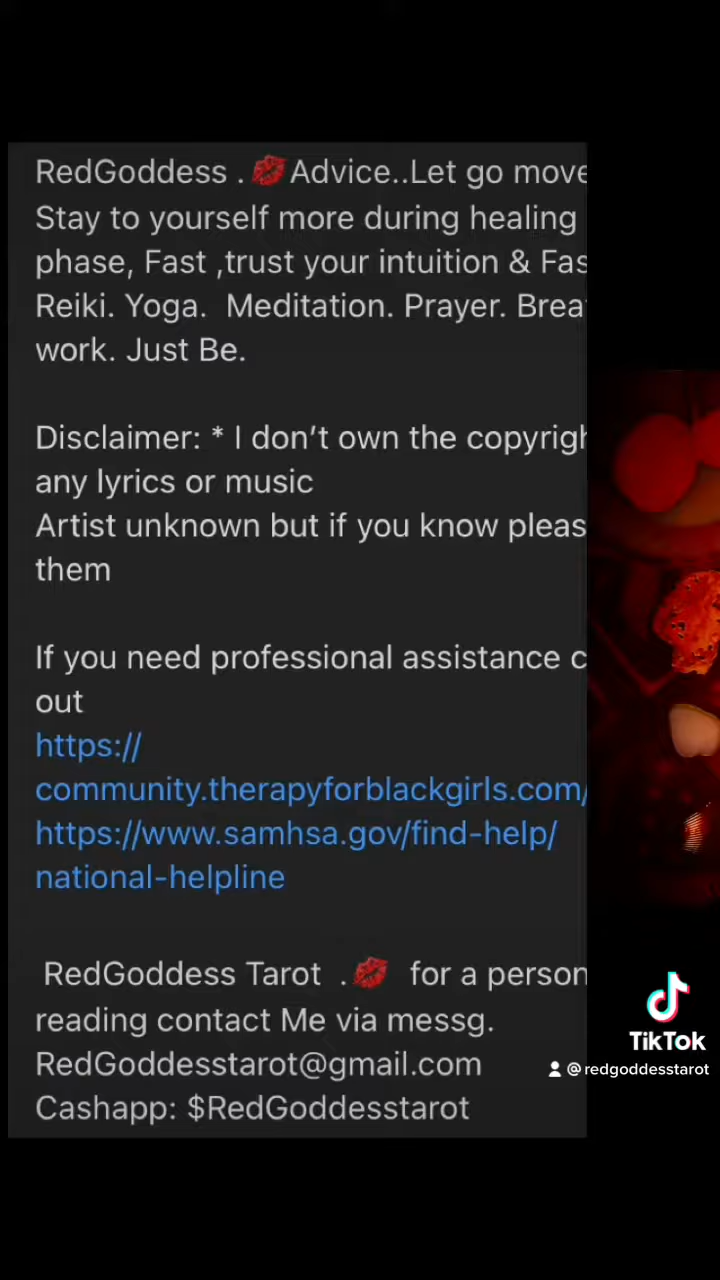 RedGoddess .💋Advice..Let go move
Stay to yourself more during healing
phase, Fast ,trust your intuition & Fas
Reiki. Yoga.  Meditation. Prayer. Brea
work. Just Be.
Disclaimer: * I don’t own the copyrigh
any lyrics or music
Artist unknown but if you know pleas
them
If you need professional assistance c
out
https://
community.therapyforblackgirls.com/
https://www.samhsa.gov/find-help/
national-helpline
RedGoddess Tarot  .💋  for a person
reading contact Me via messg.
RedGoddesstarot@gmail.com
Cashapp: $RedGoddesstarot
TikTok
@redgoddesstarot